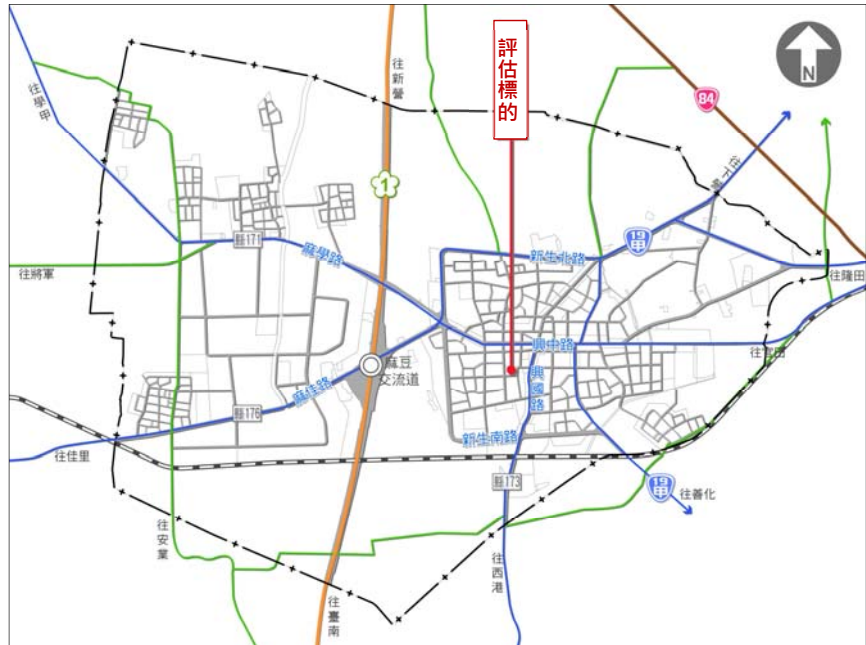 評估標的
N
往新營
往學甲
84
往下營
1
19甲
縣171
麻學路
新生北路
往將軍
往隆田
興中路
往官田
麻豆
交流道
興國路
麻佳路
縣176
新生南路
往佳里
縣173
19甲
往善化
往安業
往西港
往臺南